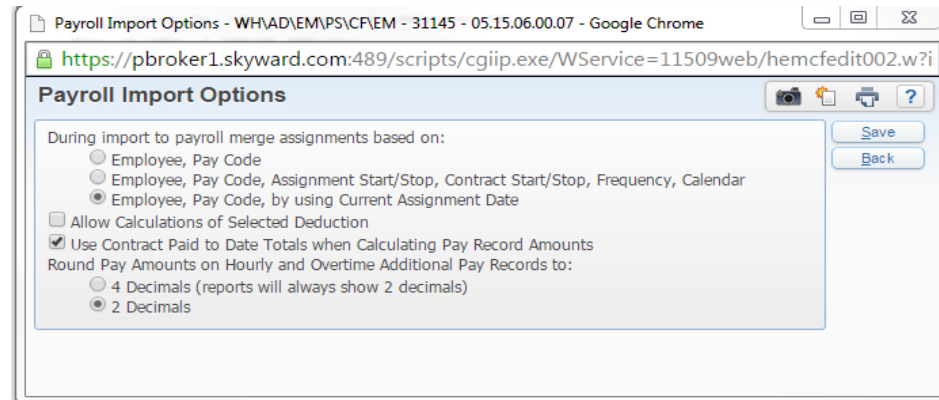 Payroll Import Options - WH\AD\EM\PS\CF\EM - 31145 - 05.15.06.00.07 - Google Chrome
https://pbroker1.skyward.com:489/scripts/cgiip.exe/WService=11509web/hemcfedit002.w?i
Payroll Import Options
?
During import to payroll merge assignments based on:
Save
Employee, Pay Code
Back
Employee, Pay Code, Assignment Start/Stop, Contract Start/Stop, Frequency, Calendar
Employee, Pay Code, by using Current Assignment Date
Allow Calculations of Selected Deduction
Use Contract Paid to Date Totals when Calculating Pay Record Amounts
Round Pay Amounts on Hourly and Overtime Additional Pay Records to:
4 Decimals (reports will always show 2 decimals)
2 Decimals